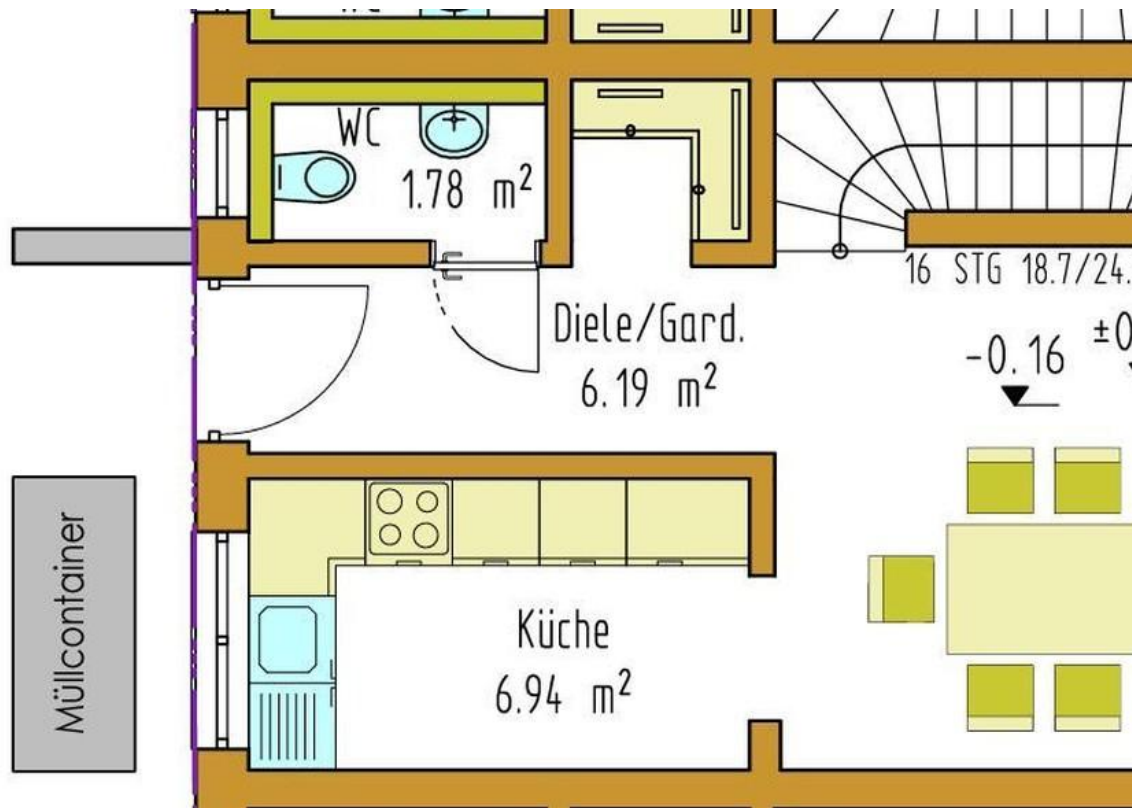 WC
1.78 m²
16 STG 18.7/24.
Diele/Gard.
6.19 m²
-0.16
±0
Müllcontainer
Küche
6.94 m²